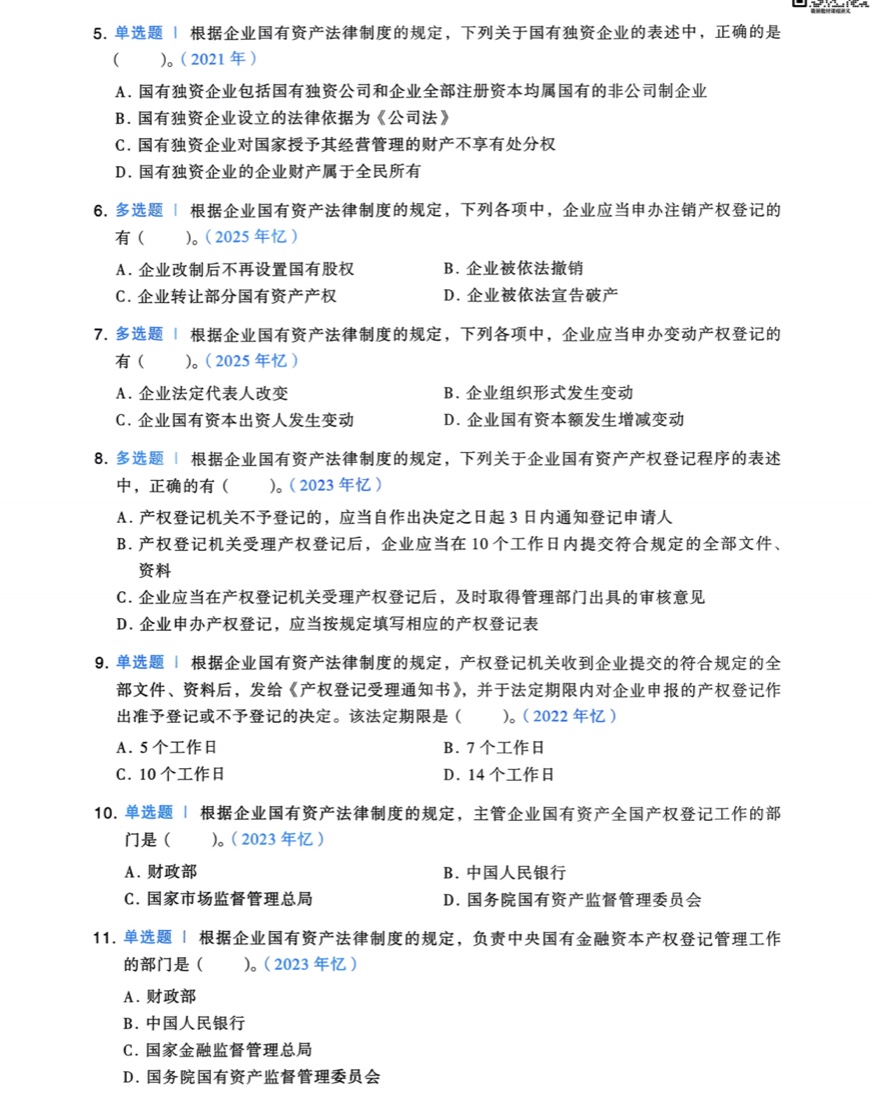 5. 单选题 | 根据企业国有资产法律制度的规定，下列关于国有独资企业的表述中，正确的是
(　　)。(2021 年)
A. 国有独资企业包括国有独资公司和企业全部注册资本均属国有的非公司制企业
B. 国有独资企业设立的法律依据为《公司法》
C. 国有独资企业对国家授予其经营管理的财产不享有处分权
D. 国有独资企业的企业财产属于全民所有
6. 多选题 | 根据企业国有资产法律制度的规定，下列各项中，企业应当申办注销产权登记的
有 (　　)。(2025 年忆)
A. 企业改制后不再设置国有股权　　B. 企业被依法撤销
C. 企业转让部分国有资产产权　　D. 企业被依法宣告破产
7. 多选题 | 根据企业国有资产法律制度的规定，下列各项中，企业应当申办变动产权登记的
有 (　　)。(2025 年忆)
A. 企业法定代表人改变　　B. 企业组织形式发生变动
C. 企业国有资本出资人发生变动　　D. 企业国有资本额发生增减变动
8. 多选题 | 根据企业国有资产法律制度的规定，下列关于企业国有资产产权登记程序的表述
中，正确的有 (　　)。(2023 年忆)
A. 产权登记机关不予登记的，应当自作出决定之日起 3 日内通知登记申请人
B. 产权登记机关受理产权登记后，企业应当在 10 个工作日内提交符合规定的全部文件、
资料
C. 企业应当在产权登记机关受理产权登记后，及时取得管理部门出具的审核意见
D. 企业申办产权登记，应当按规定填写相应的产权登记表
9. 单选题 | 根据企业国有资产法律制度的规定，产权登记机关收到企业提交的符合规定的全
部文件、资料后，发给《产权登记受理通知书》，并于法定期限内对企业申报的产权登记作
出准予登记或不予登记的决定。该法定期限是 (　　)。(2022 年忆)
A. 5 个工作日　　B. 7 个工作日
C. 10 个工作日　　D. 14 个工作日
10. 单选题 | 根据企业国有资产法律制度的规定，主管企业国有资产全国产权登记工作的部
门是 (　　)。(2023 年忆)
A. 财政部　　B. 中国人民银行
C. 国家市场监督管理总局　　D. 国务院国有资产监督管理委员会
11. 单选题 | 根据企业国有资产法律制度的规定，负责中央国有金融资本产权登记管理工作
的部门是 (　　)。(2023 年忆)
A. 财政部
B. 中国人民银行
C. 国家金融监督管理总局
D. 国务院国有资产监督管理委员会